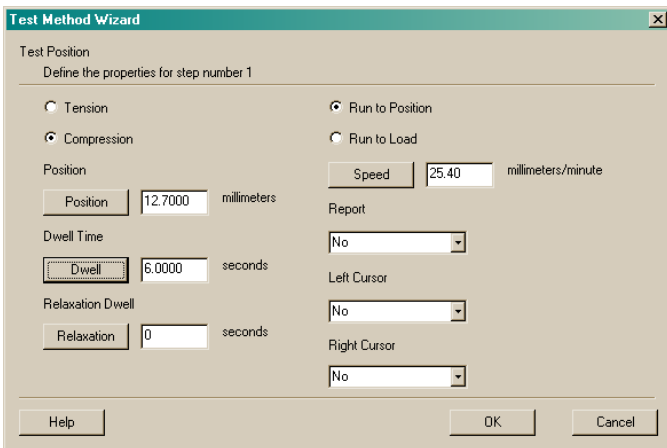 Test Method Wizard
Test Position
Define the properties for step number 1
Tension
Compression
Position
Position 12.7000 millimeters
Dwell Time
Dwell 6.0000 seconds
Relaxation Dwell
Relaxation 0 seconds
Run to Position
Run to Load
Speed 25.40 millimeters/minute
Report
No
Left Cursor
No
Right Cursor
No
Help
OK
Cancel